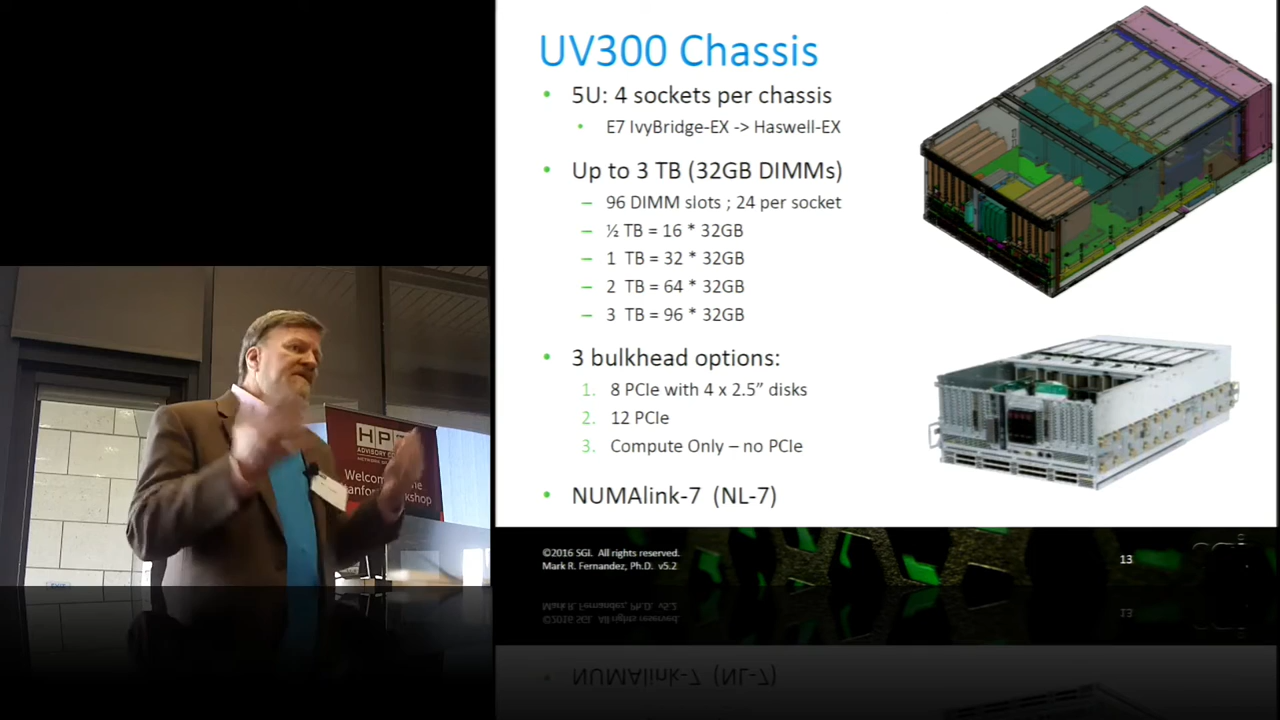 UV300 Chassis
• 5U: 4 sockets per chassis
• E7 IvyBridge-EX -> Haswell-EX
• Up to 3 TB (32GB DIMMs)
– 96 DIMM slots ; 24 per socket
– ½ TB = 16 * 32GB
– 1 TB = 32 * 32GB
– 2 TB = 64 * 32GB
– 3 TB = 96 * 32GB
• 3 bulkhead options:
1. 8 PCIe with 4 x 2.5” disks
2. 12 PCIe
3. Compute Only – no PCIe
• NUMAlink-7 (NL-7)
©2016 SGI. All rights reserved.
Mark R. Fernandez, Ph.D. v5.2
13
ADVISORY